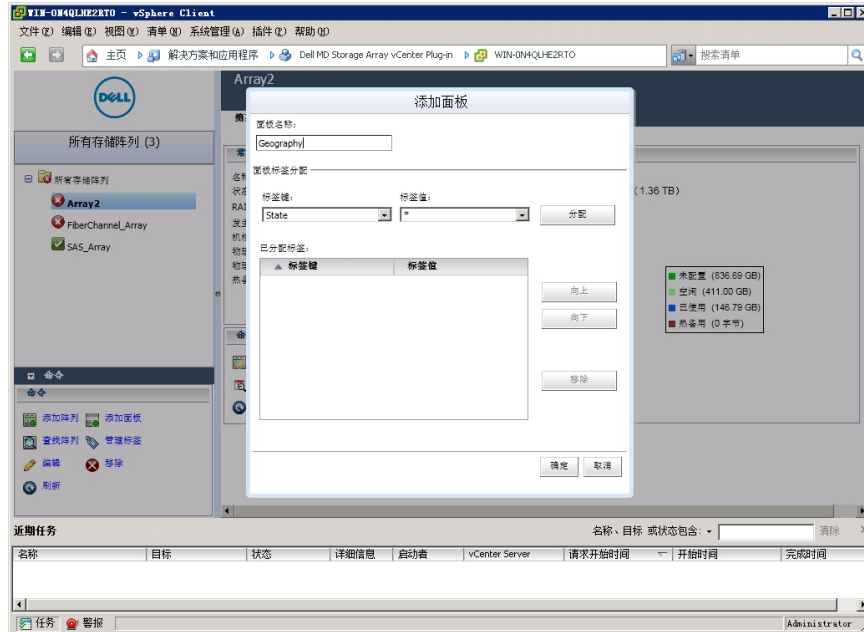 WIN-0N4QLHE2RTO - vSphere Client
文件(F) 编辑(E) 视图(V) 清单(N) 系统管理(A) 插件(P) 帮助(H)
主页 解决方案和应用程序 Dell MD Storage Array vCenter Plug-in WIN-0N4QLHE2RTO 搜索清单
DELL
所有存储阵列 (3)
所有存储阵列
Array2
FiberChannel_Array
SAS_Array
命令
命令
添加阵列 添加面板
查找阵列 管理标签
编辑 移除
刷新
Array2
添加面板
面板名称:
Geography
面板标签分配
标签键: 标签值:
State * 分配
已分配标签:
标签键 标签值
向上
向下
移除
确定 取消
(1.36 TB)
未配置 (836.69 GB)
空闲 (411.00 GB)
已使用 (146.79 GB)
热备用 (0 字节)
近期任务 名称、目标 或状态包含: 清除
名称 目标 状态 详细信息 启动者 vCenter Server 请求开始时间 开始时间 完成时间
任务 警报 Administrator